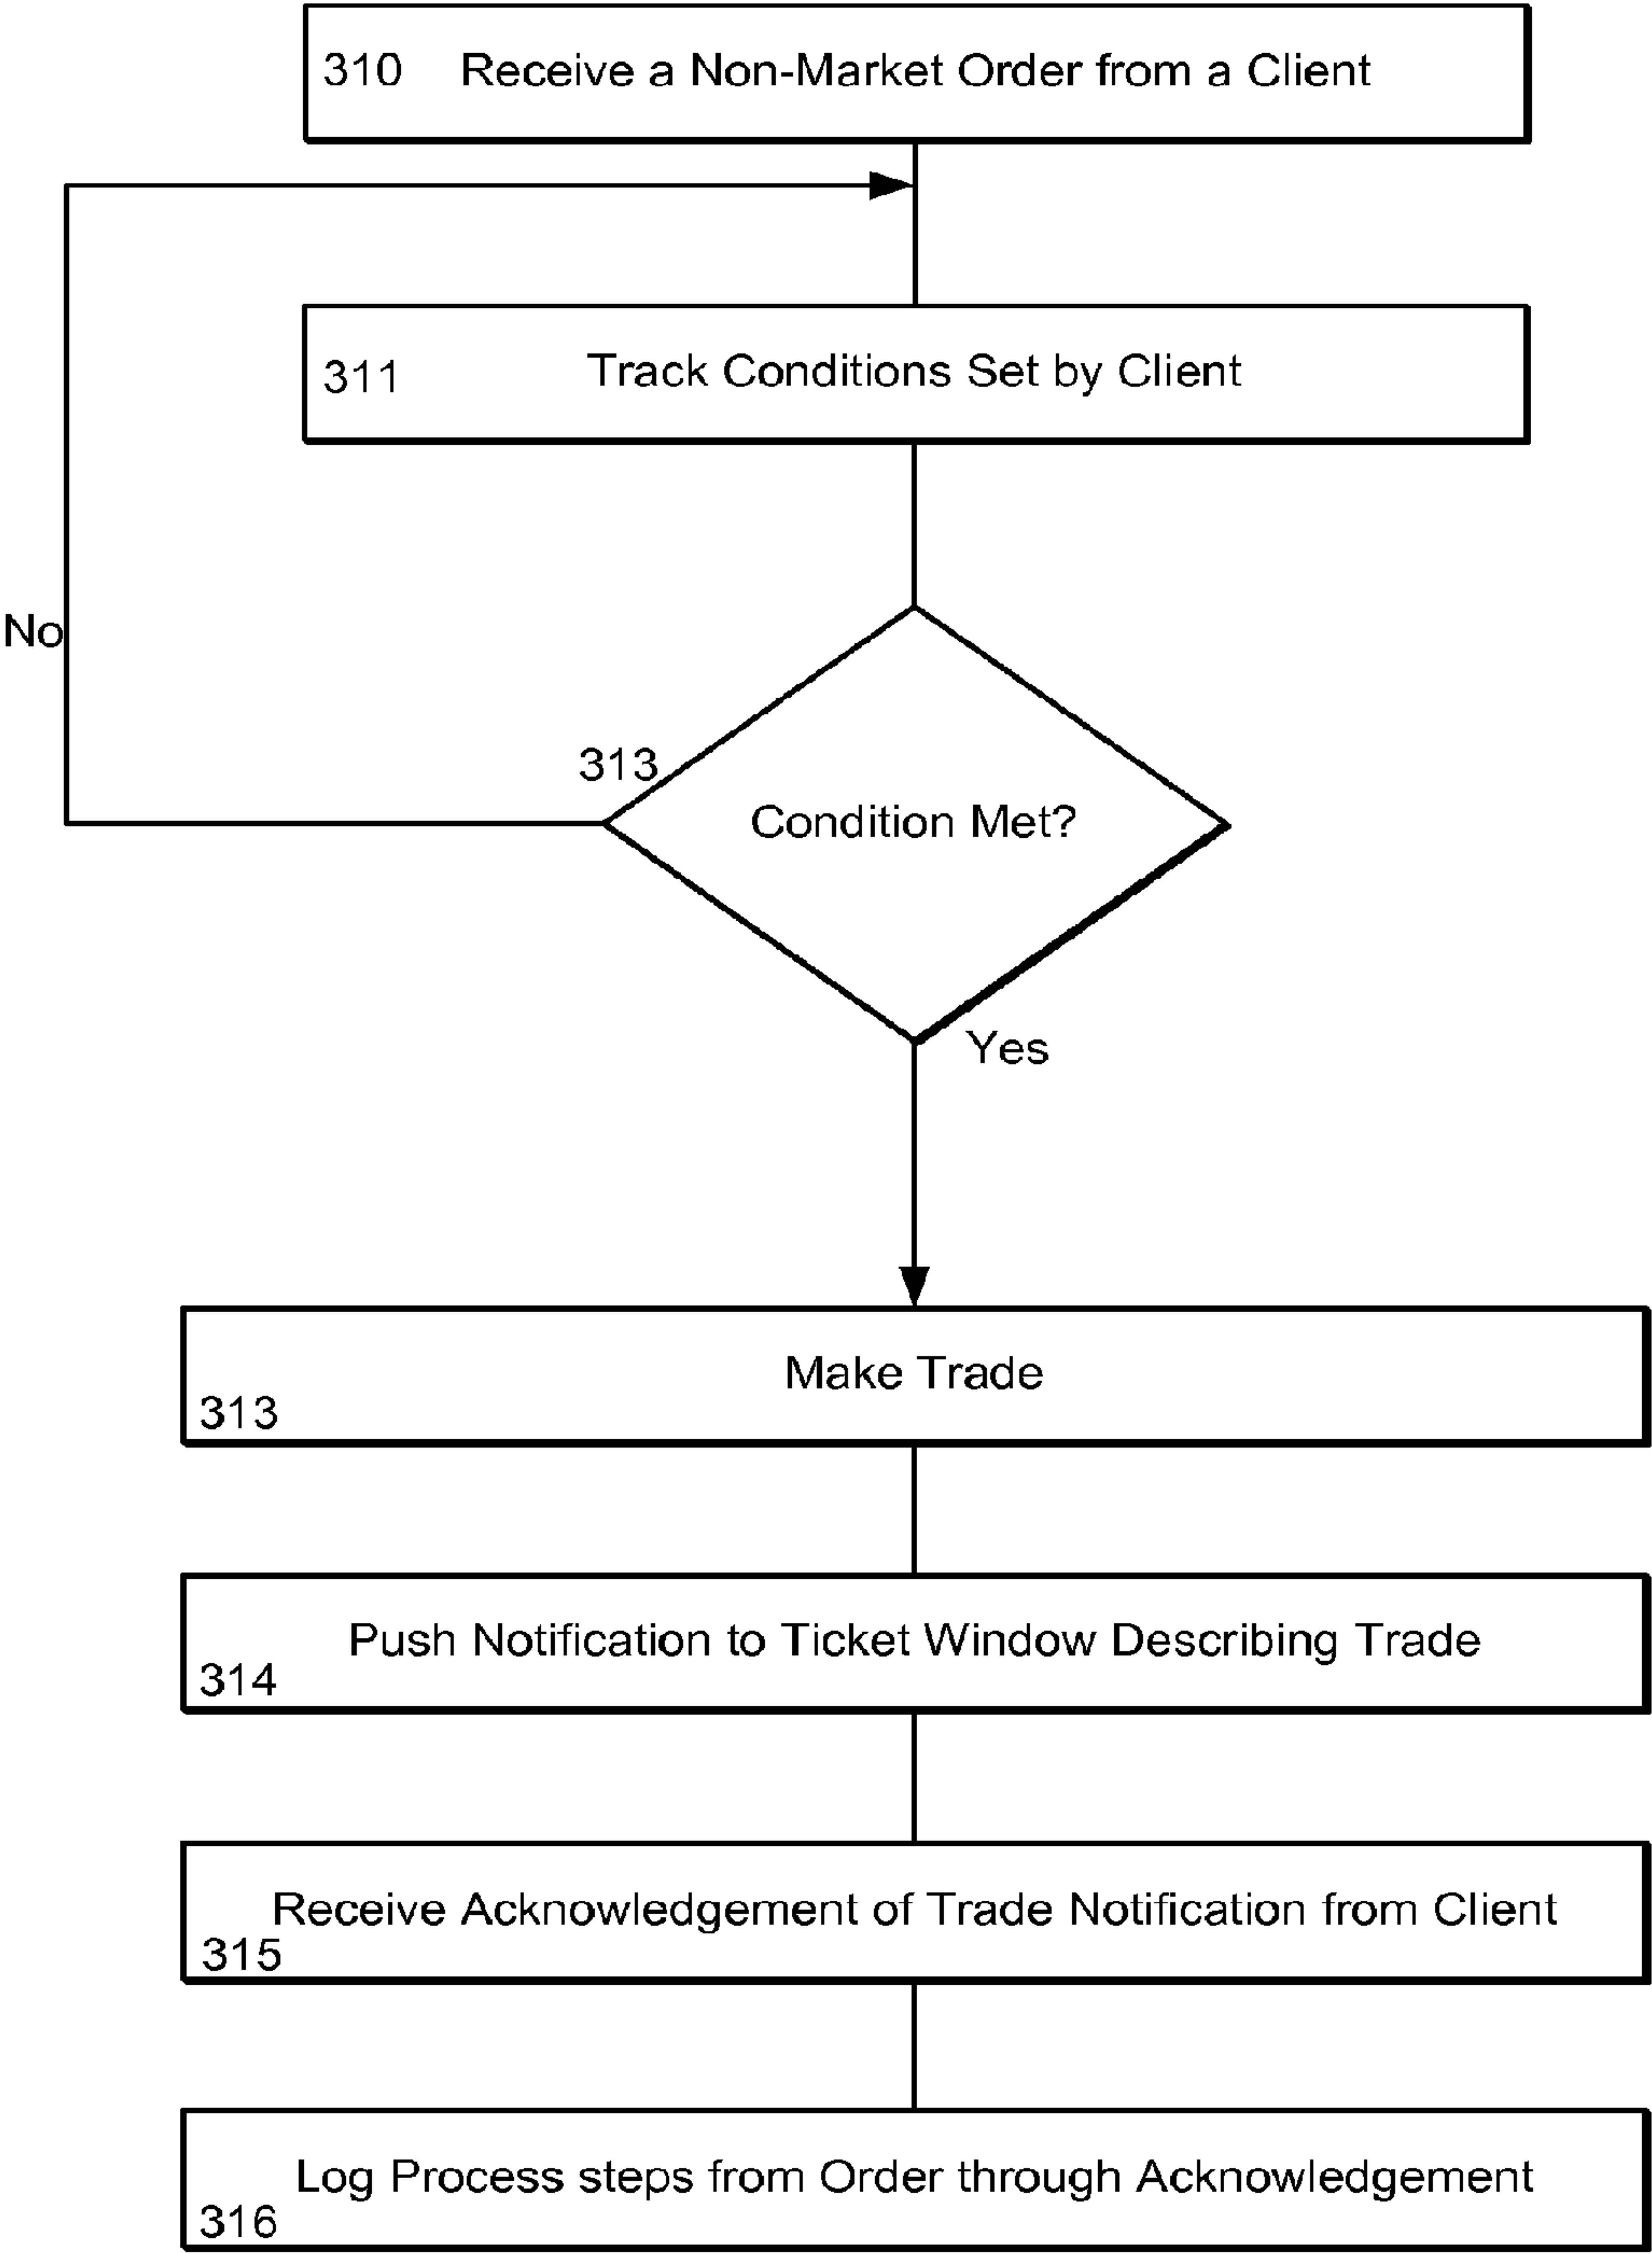 310 Receive a Non-Market Order from a Client
311 Track Conditions Set by Client
No
313
Condition Met?
Yes
Make Trade
313
Push Notification to Ticket Window Describing Trade
314
Receive Acknowledgement of Trade Notification from Client
315
Log Process steps from Order through Acknowledgement
316